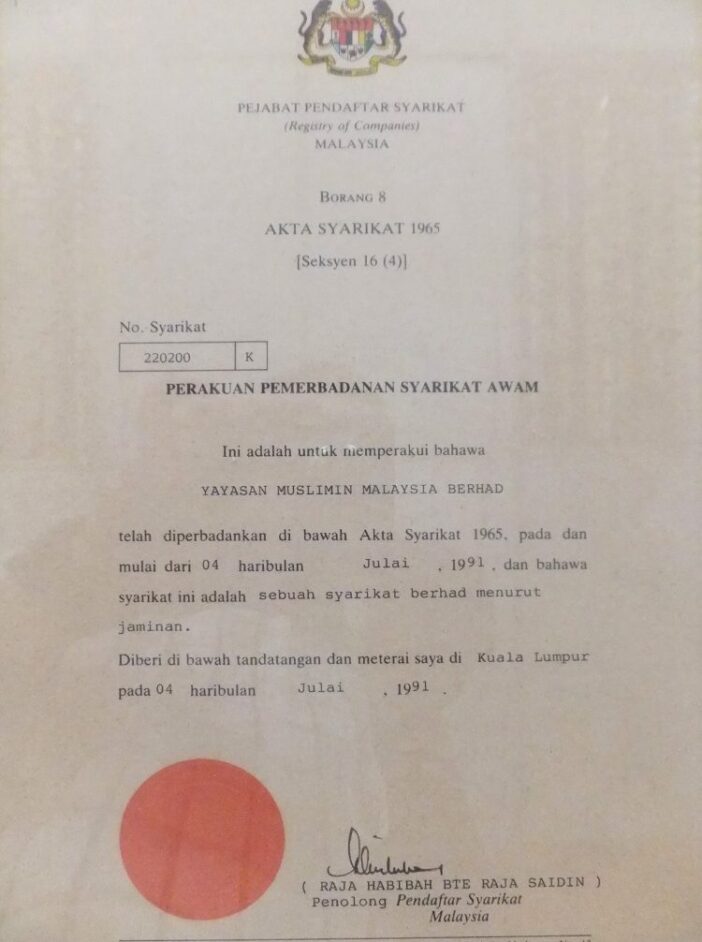 PEJABAT PENDAFTAR SYARIKAT
(Registry of Companies)
MALAYSIA
BORANG 8
AKTA SYARIKAT 1965
[Seksyen 16 (4)]
No. Syarikat
220200 K
PERAKUAN PEMERBADANAN SYARIKAT AWAM
Ini adalah untuk memperakui bahawa
YAYASAN MUSLIMIN MALAYSIA BERHAD
telah diperbadankan di bawah Akta Syarikat 1965, pada dan
mulai dari 04 haribulan Julai , 1991 , dan bahawa
syarikat ini adalah sebuah syarikat berhad menurut
jaminan.
Diberi di bawah tandatangan dan meterai saya di Kuala Lumpur
pada 04 haribulan Julai , 1991 .
( RAJA HABIBAH BTE RAJA SAIDIN )
Penolong Pendaftar Syarikat
Malaysia